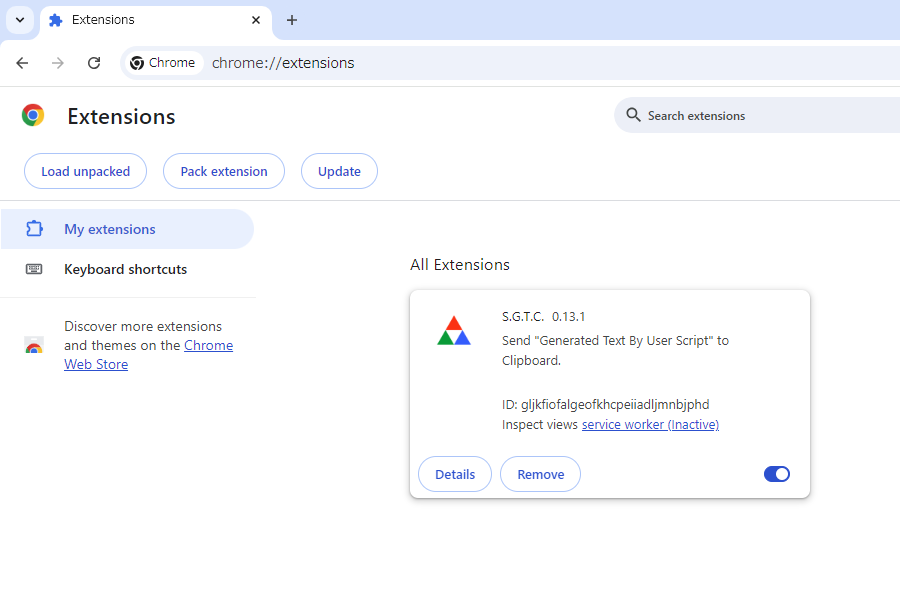 Extensions
Chrome
chrome://extensions
Extensions
Search extensions
Load unpacked
Pack extension
Update
My extensions
Keyboard shortcuts
Discover more extensions
and themes on the Chrome
Web Store
All Extensions
S.G.T.C. 0.13.1
Send "Generated Text By User Script" to
Clipboard.
ID: gljkfiofalgeofkhcpeiiadljmnbjphd
Inspect views service worker (Inactive)
Details
Remove